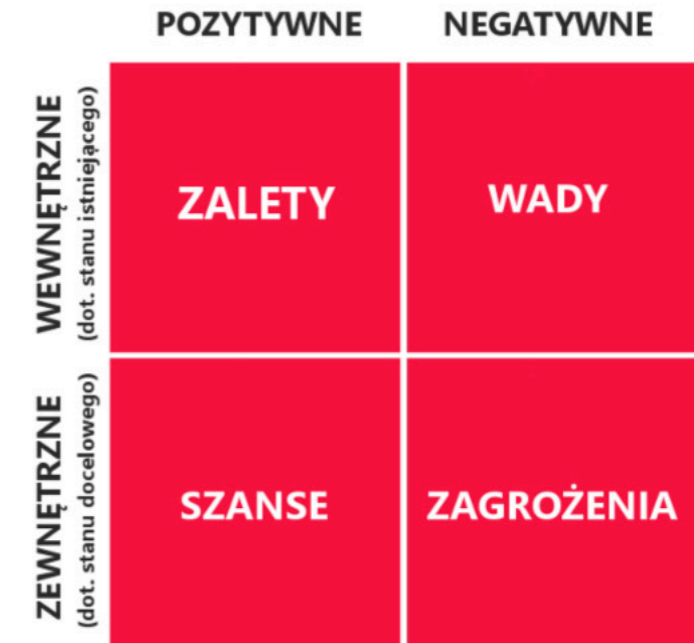 POZYTYWNE
NEGATYWNE
WEWNĘTRZNE
(dot. stanu istniejącego)
ZALETY
WADY
ZEWNĘTRZNE
(dot. stanu docelowego)
SZANSE
ZAGROŻENIA